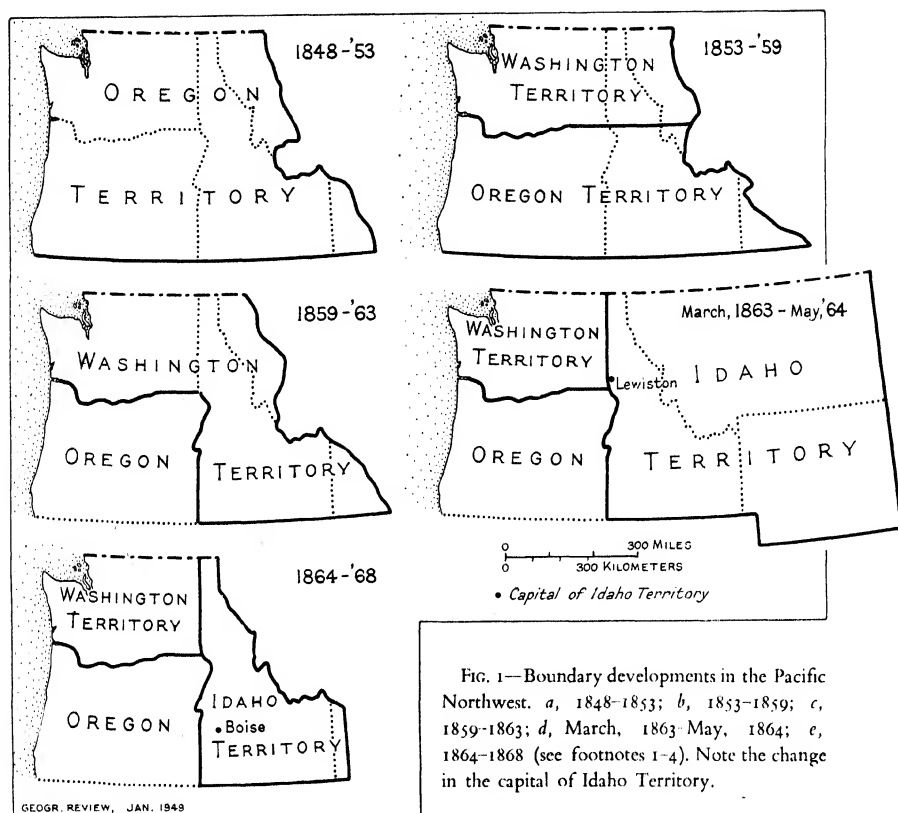 1848-'53
OREGON
TERRITORY
1853-'59
WASHINGTON
TERRITORY
OREGON TERRITORY
1859-'63
WASHINGTON
OREGON
TERRITORY
March, 1863 - May,'64
WASHINGTON
TERRITORY
Lewiston
IDAHO
OREGON
TERRITORY
0 300 MILES
0 300 KILOMETERS
• Capital of Idaho Territory
1864-'68
WASHINGTON
TERRITORY
OREGON
IDAHO
• Boise
TERRITORY
FIG. 1—Boundary developments in the Pacific
Northwest. a, 1848-1853; b, 1853-1859; c,
1859-1863; d, March, 1863-May, 1864; e,
1864-1868 (see footnotes 1-4). Note the change
in the capital of Idaho Territory.
GEOGR. REVIEW, JAN. 1949